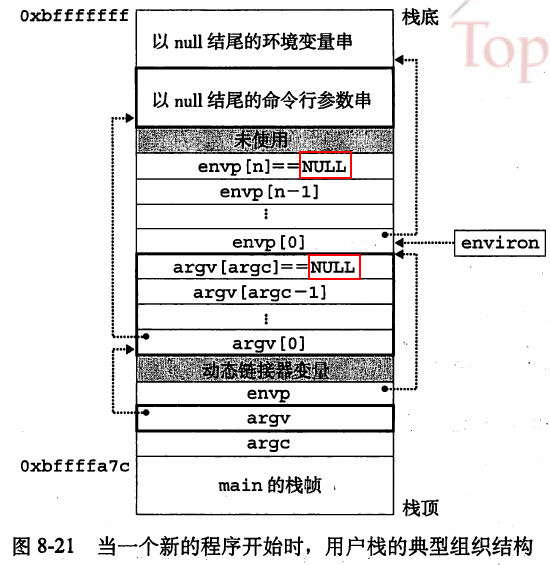 0xbfffffff
栈底
Top
以 null 结尾的环境变量串
以 null 结尾的命令行参数串
未使用
envp[n]==NULL
envp[n-1]
⋮
envp[0]
environ
argv[argc]==NULL
argv[argc-1]
⋮
argv[0]
动态链接器变量
envp
argv
argc
0xbffffa7c
main 的栈帧
栈顶
图 8-21 当一个新的程序开始时，用户栈的典型组织结构